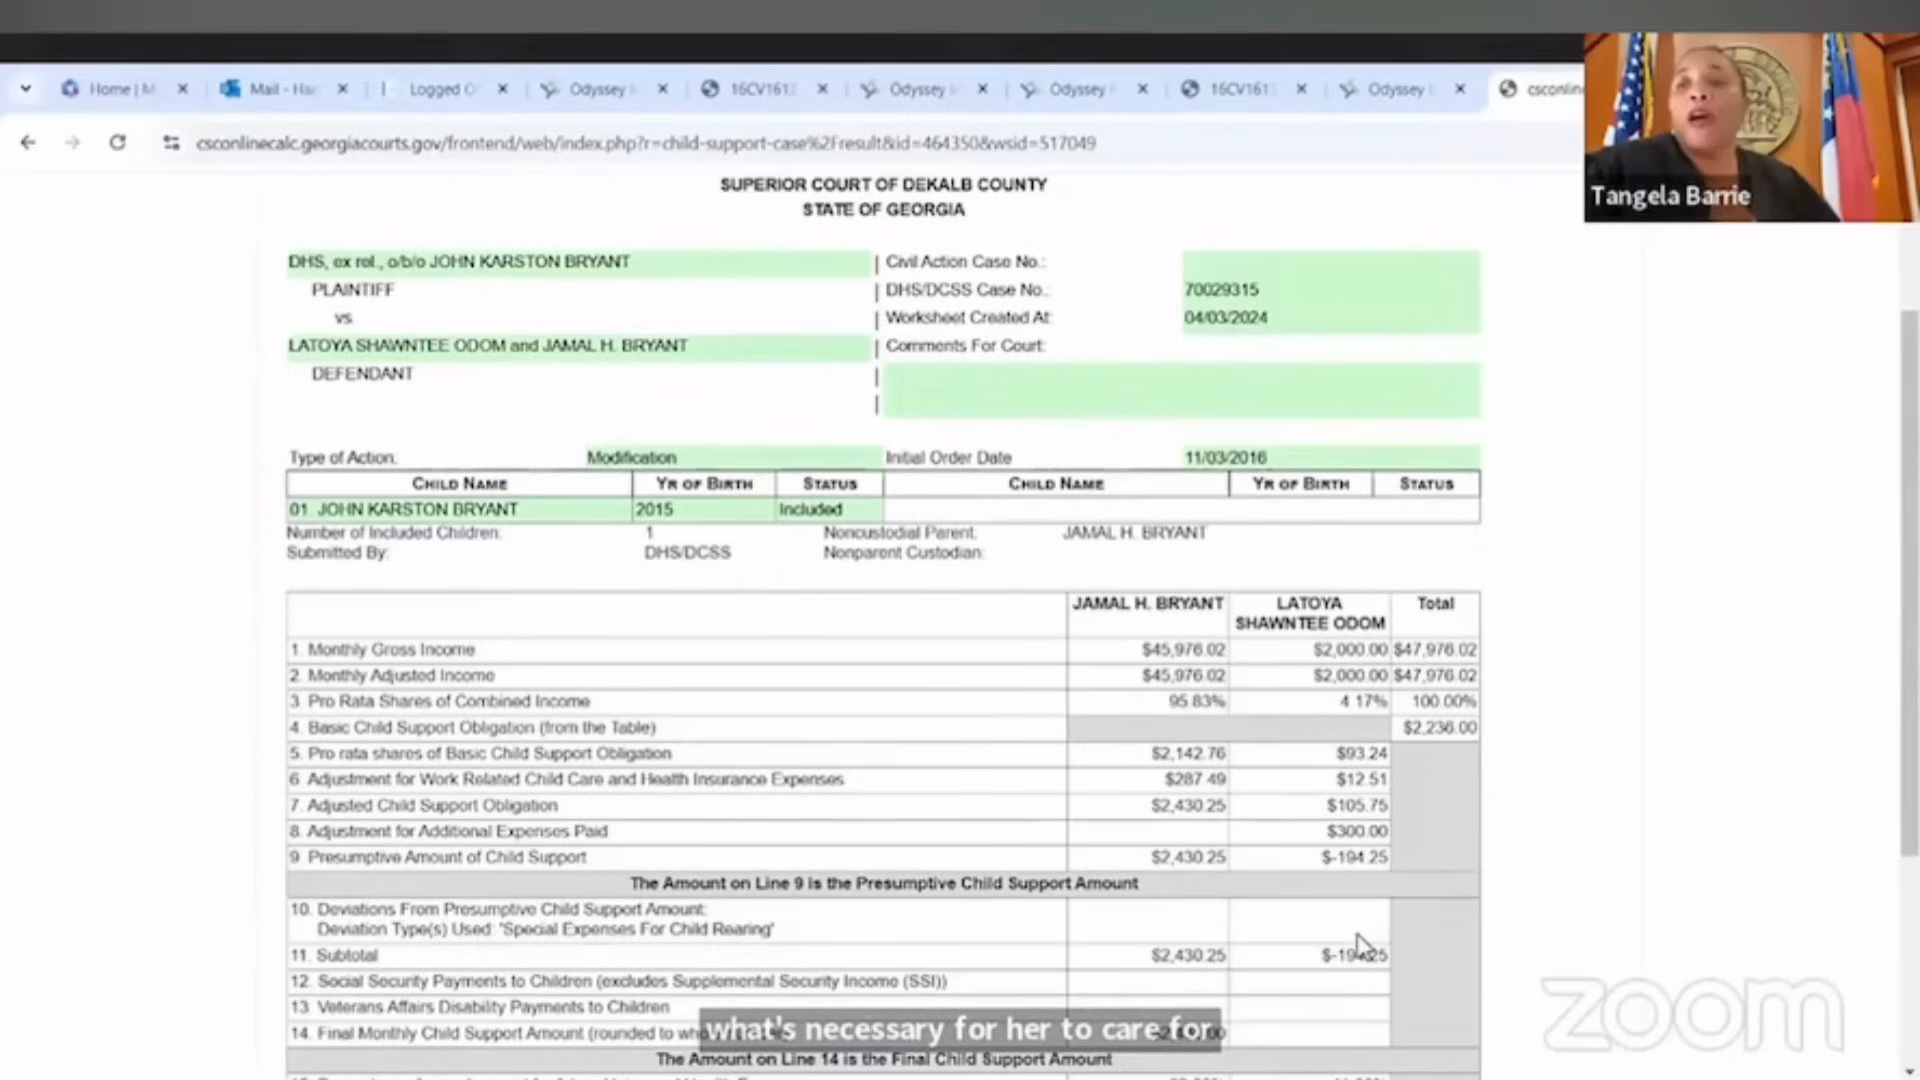 Home | M
Mail - Ha
Logged O
Odyssey
16CV161
Odyssey
Odyssey
16CV161
Odyssey
csconlin
csconlinecalc.georgiacourts.gov/frontend/web/index.php?r=child-support-case%2Fresult&id=464350&wsid=517049
Tangela Barrie
SUPERIOR COURT OF DEKALB COUNTY
STATE OF GEORGIA
DHS, ex rel., o/b/o JOHN KARSTON BRYANT | Civil Action Case No.:
PLAINTIFF | DHS/DCSS Case No.: 70029315
vs. | Worksheet Created At: 04/03/2024
LATOYA SHAWNTEE ODOM and JAMAL H. BRYANT | Comments For Court:
DEFENDANT |
|
Type of Action: Modification Initial Order Date 11/03/2016
CHILD NAME YR OF BIRTH STATUS CHILD NAME YR OF BIRTH STATUS
01. JOHN KARSTON BRYANT 2015 Included
Number of Included Children: 1 Noncustodial Parent: JAMAL H. BRYANT
Submitted By: DHS/DCSS Nonparent Custodian:
JAMAL H. BRYANT LATOYA SHAWNTEE ODOM Total
1. Monthly Gross Income $45,976.02 $2,000.00 $47,976.02
2. Monthly Adjusted Income $45,976.02 $2,000.00 $47,976.02
3. Pro Rata Shares of Combined Income 95.83% 4.17% 100.00%
4. Basic Child Support Obligation (from the Table) $2,236.00
5. Pro rata shares of Basic Child Support Obligation $2,142.76 $93.24
6. Adjustment for Work Related Child Care and Health Insurance Expenses $287.49 $12.51
7. Adjusted Child Support Obligation $2,430.25 $105.75
8. Adjustment for Additional Expenses Paid $300.00
9. Presumptive Amount of Child Support $2,430.25 $-194.25
The Amount on Line 9 is the Presumptive Child Support Amount
10. Deviations From Presumptive Child Support Amount:
Deviation Type(s) Used: 'Special Expenses For Child Rearing'
11. Subtotal $2,430.25 $-194.25
12. Social Security Payments to Children (excludes Supplemental Security Income (SSI))
13. Veterans Affairs Disability Payments to Children
14. Final Monthly Child Support Amount (rounded to
what's necessary for her to care for
The Amount on Line 14 is the Final Child Support Amount
zoom